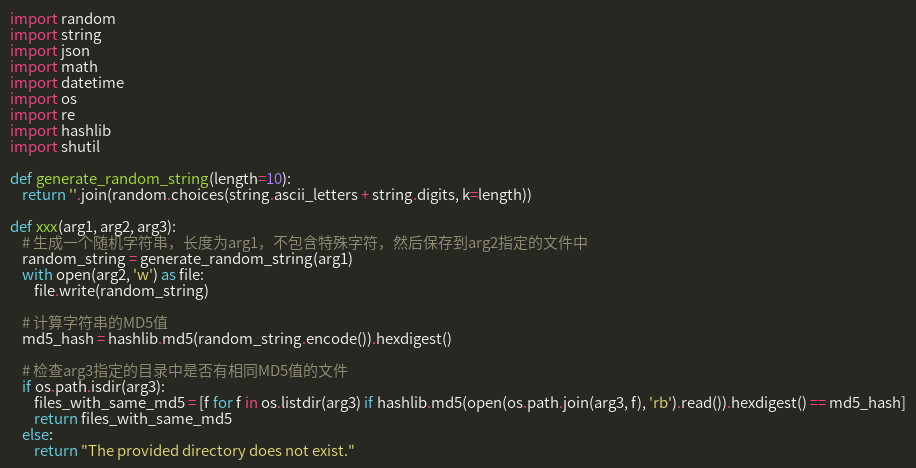 import random
import string
import json
import math
import datetime
import os
import re
import hashlib
import shutil

def generate_random_string(length=10):
    return ''.join(random.choices(string.ascii_letters + string.digits, k=length))

def xxx(arg1, arg2, arg3):
    # 生成一个随机字符串，长度为arg1，不包含特殊字符，然后保存到arg2指定的文件中
    random_string = generate_random_string(arg1)
    with open(arg2, 'w') as file:
        file.write(random_string)

    # 计算字符串的MD5值
    md5_hash = hashlib.md5(random_string.encode()).hexdigest()

    # 检查arg3指定的目录中是否有相同MD5值的文件
    if os.path.isdir(arg3):
        files_with_same_md5 = [f for f in os.listdir(arg3) if hashlib.md5(open(os.path.join(arg3, f), 'rb').read()).hexdigest() == md5_hash]
        return files_with_same_md5
    else:
        return "The provided directory does not exist."